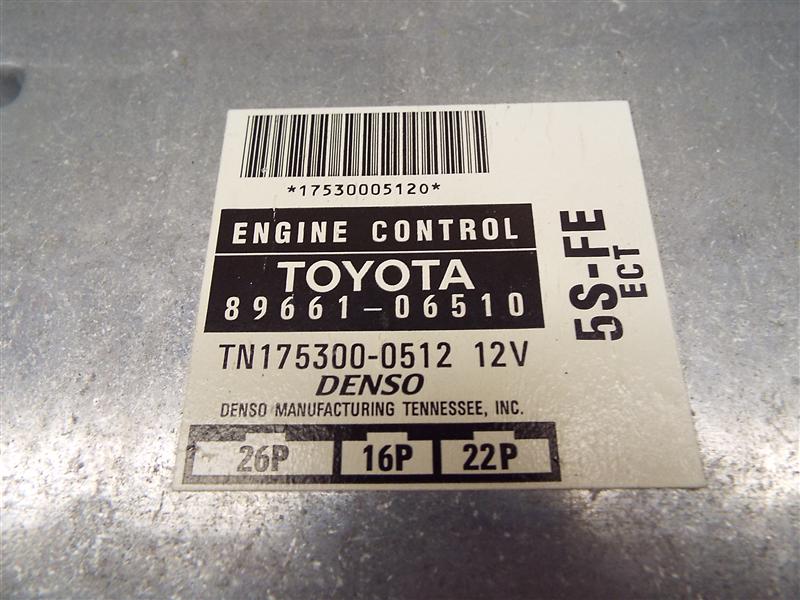 *17530005120*
ENGINE CONTROL
TOYOTA
89661-06510
TN175300-0512 12V
DENSO
DENSO MANUFACTURING TENNESSEE, INC.
26P 16P 22P
5S-FE
ECT